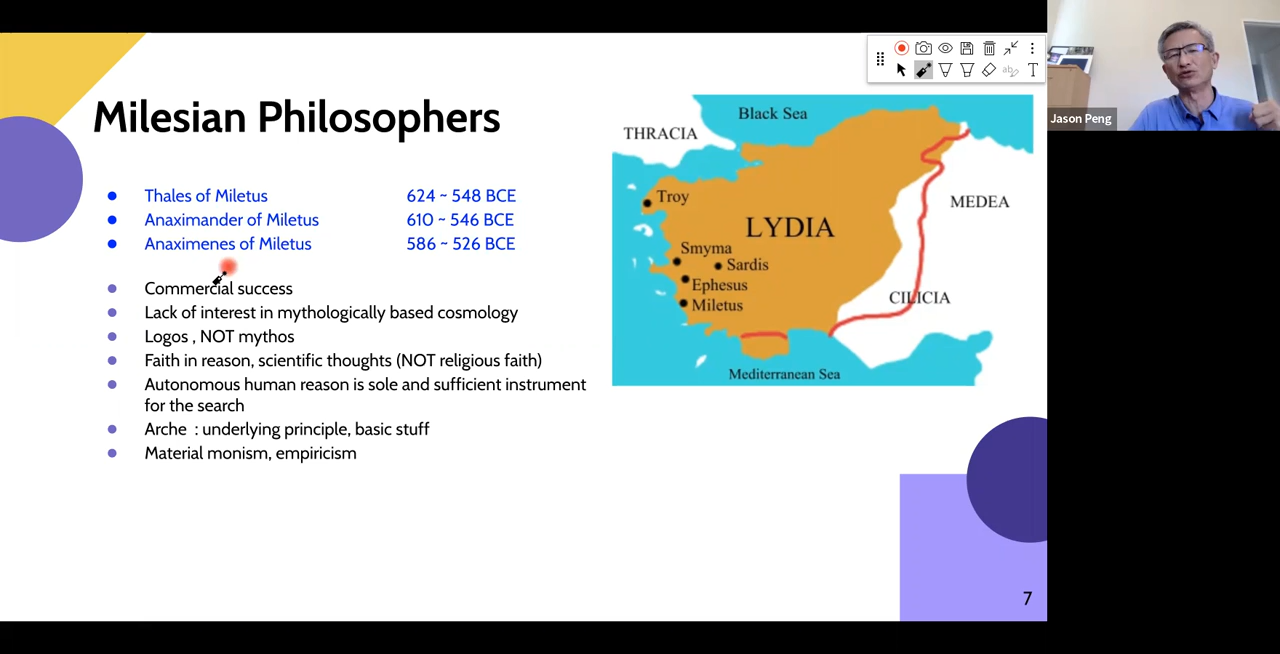 Milesian Philosophers
Thales of Miletus 624 ~ 548 BCE
Anaximander of Miletus 610 ~ 546 BCE
Anaximenes of Miletus 586 ~ 526 BCE
Commercial success
Lack of interest in mythologically based cosmology
Logos , NOT mythos
Faith in reason, scientific thoughts (NOT religious faith)
Autonomous human reason is sole and sufficient instrument
for the search
Arche : underlying principle, basic stuff
Material monism, empiricism
Black Sea
THRACIA
Troy
MEDEA
LYDIA
Smyma
Sardis
Ephesus
CILICIA
Miletus
Mediterranean Sea
7
ab
T
Jason Peng